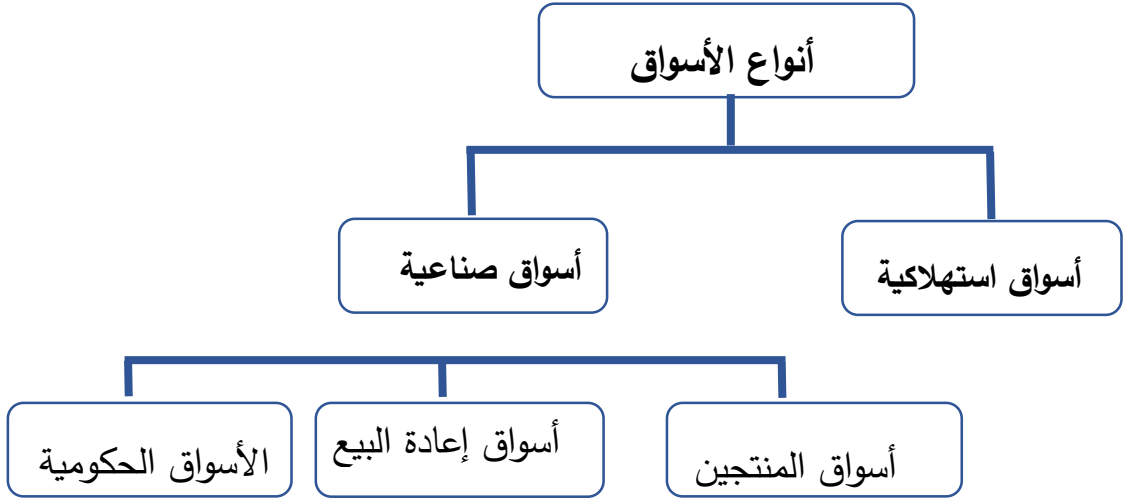 أنواع الأسواق
أسواق استهلاكية
أسواق صناعية
أسواق المنتجين
أسواق إعادة البيع
الأسواق الحكومية